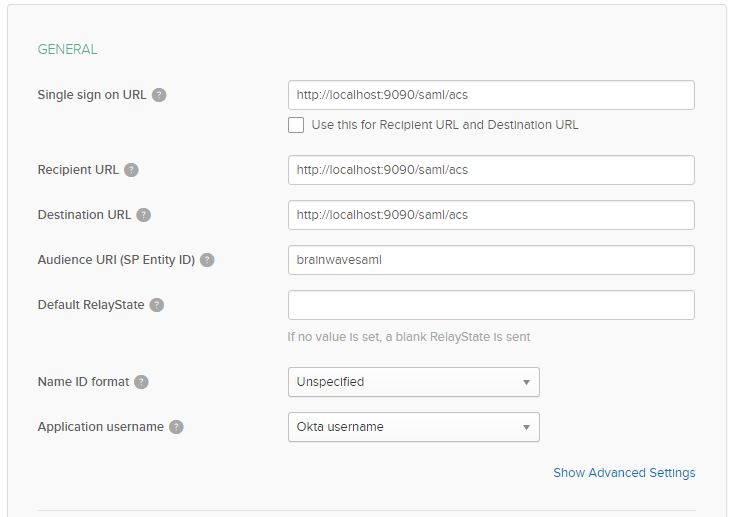 GENERAL
Single sign on URL ? http://localhost:9090/saml/acs
Use this for Recipient URL and Destination URL
Recipient URL ? http://localhost:9090/saml/acs
Destination URL ? http://localhost:9090/saml/acs
Audience URI (SP Entity ID) ? brainwavesaml
Default RelayState ?
If no value is set, a blank RelayState is sent
Name ID format ? Unspecified
Application username ? Okta username
Show Advanced Settings